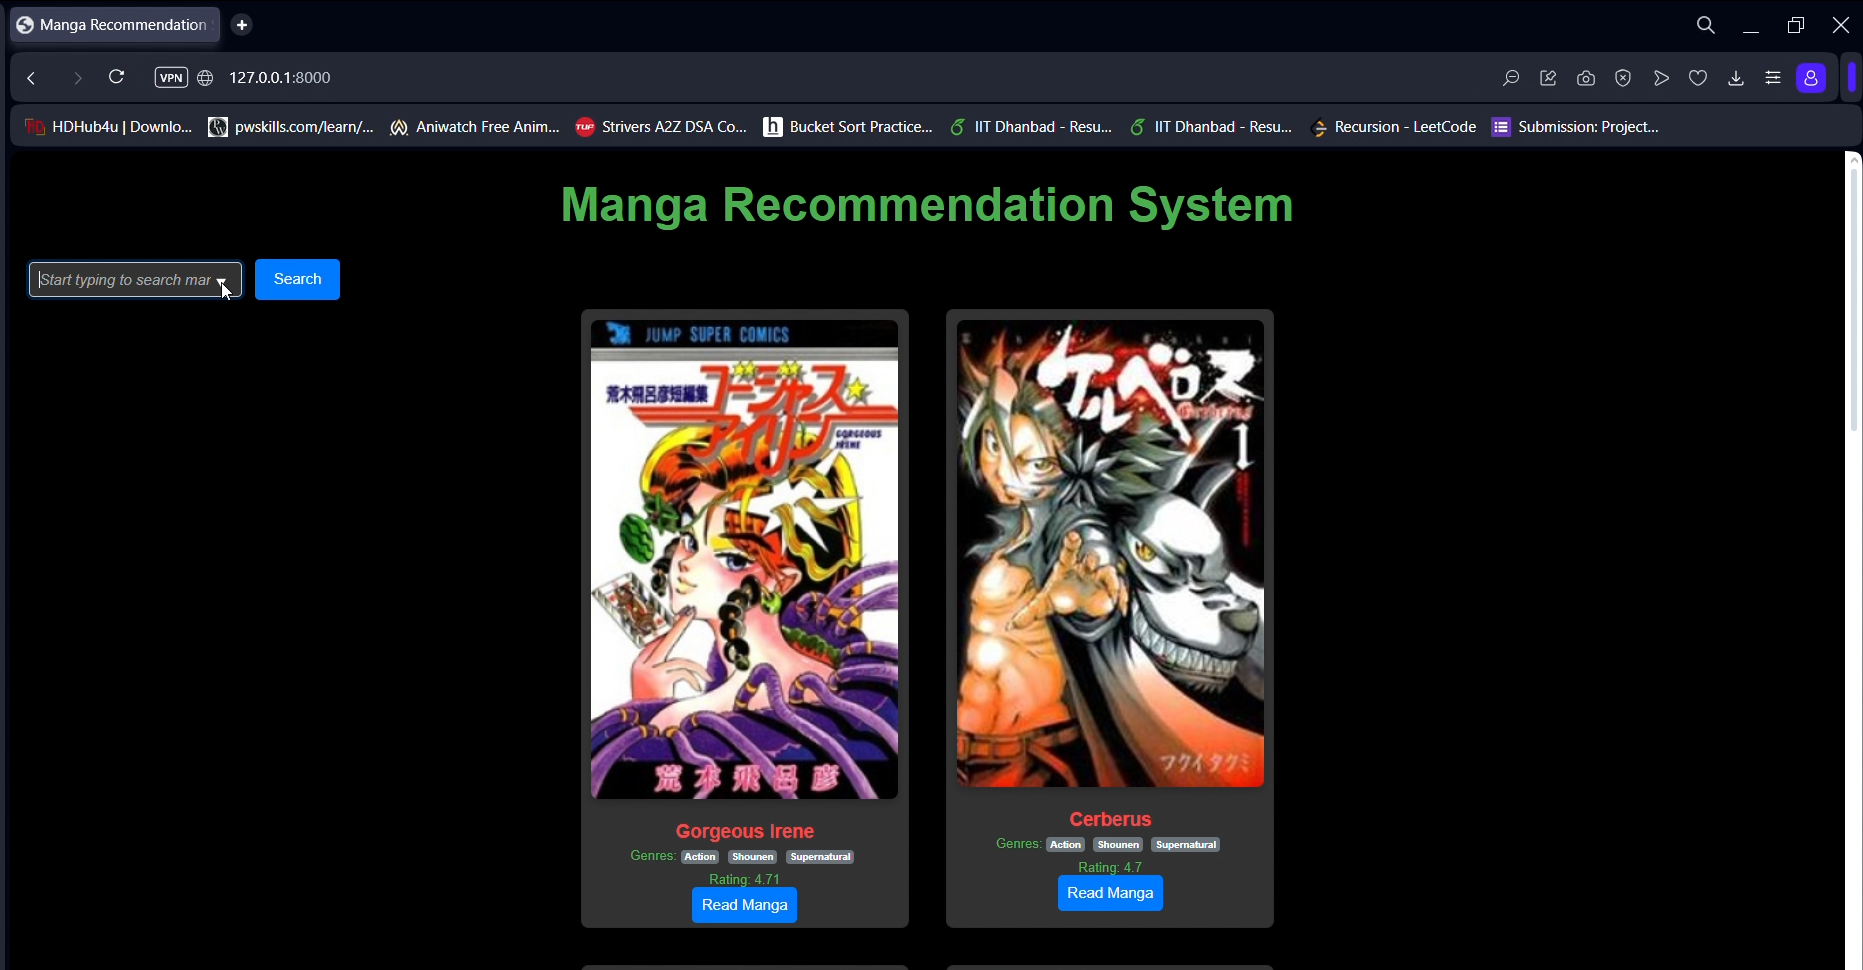 Manga Recommendation
VPN
127.0.0.1:8000
HDHub4u | Downlo...
pwskills.com/learn/...
Aniwatch Free Anim...
TUF
Strivers A2Z DSA Co...
h
Bucket Sort Practice...
IIT Dhanbad - Resu...
IIT Dhanbad - Resu...
Recursion - LeetCode
Submission: Project...
Manga Recommendation System
Start typing to search mar
Search
JUMP SUPER COMICS
荒木飛呂彦短編集
ゴージャス
アイリン
GORGEOUS
IRENE
荒木飛呂彦
Gorgeous Irene
Genres: Action Shounen Supernatural
Rating: 4.71
Read Manga
ケルベロス
Cerberus
1
フクイタクミ
Cerberus
Genres: Action Shounen Supernatural
Rating: 4.7
Read Manga